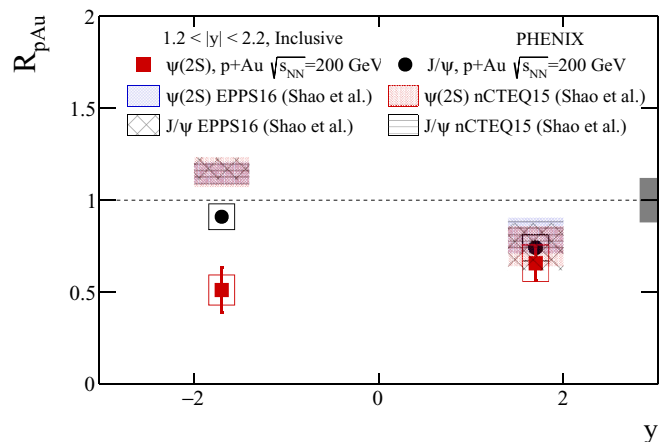 R_pAu
2
1.5
1
0.5
0
1.2 < |y| < 2.2, Inclusive
PHENIX
ψ(2S), p+Au √s_NN=200 GeV
J/ψ, p+Au √s_NN=200 GeV
ψ(2S) EPPS16 (Shao et al.)
ψ(2S) nCTEQ15 (Shao et al.)
J/ψ EPPS16 (Shao et al.)
J/ψ nCTEQ15 (Shao et al.)
−2
0
2
y